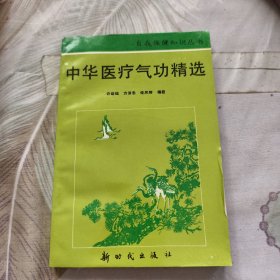 自我保健知识丛书
中华医疗气功精选
编著
新时代出版社